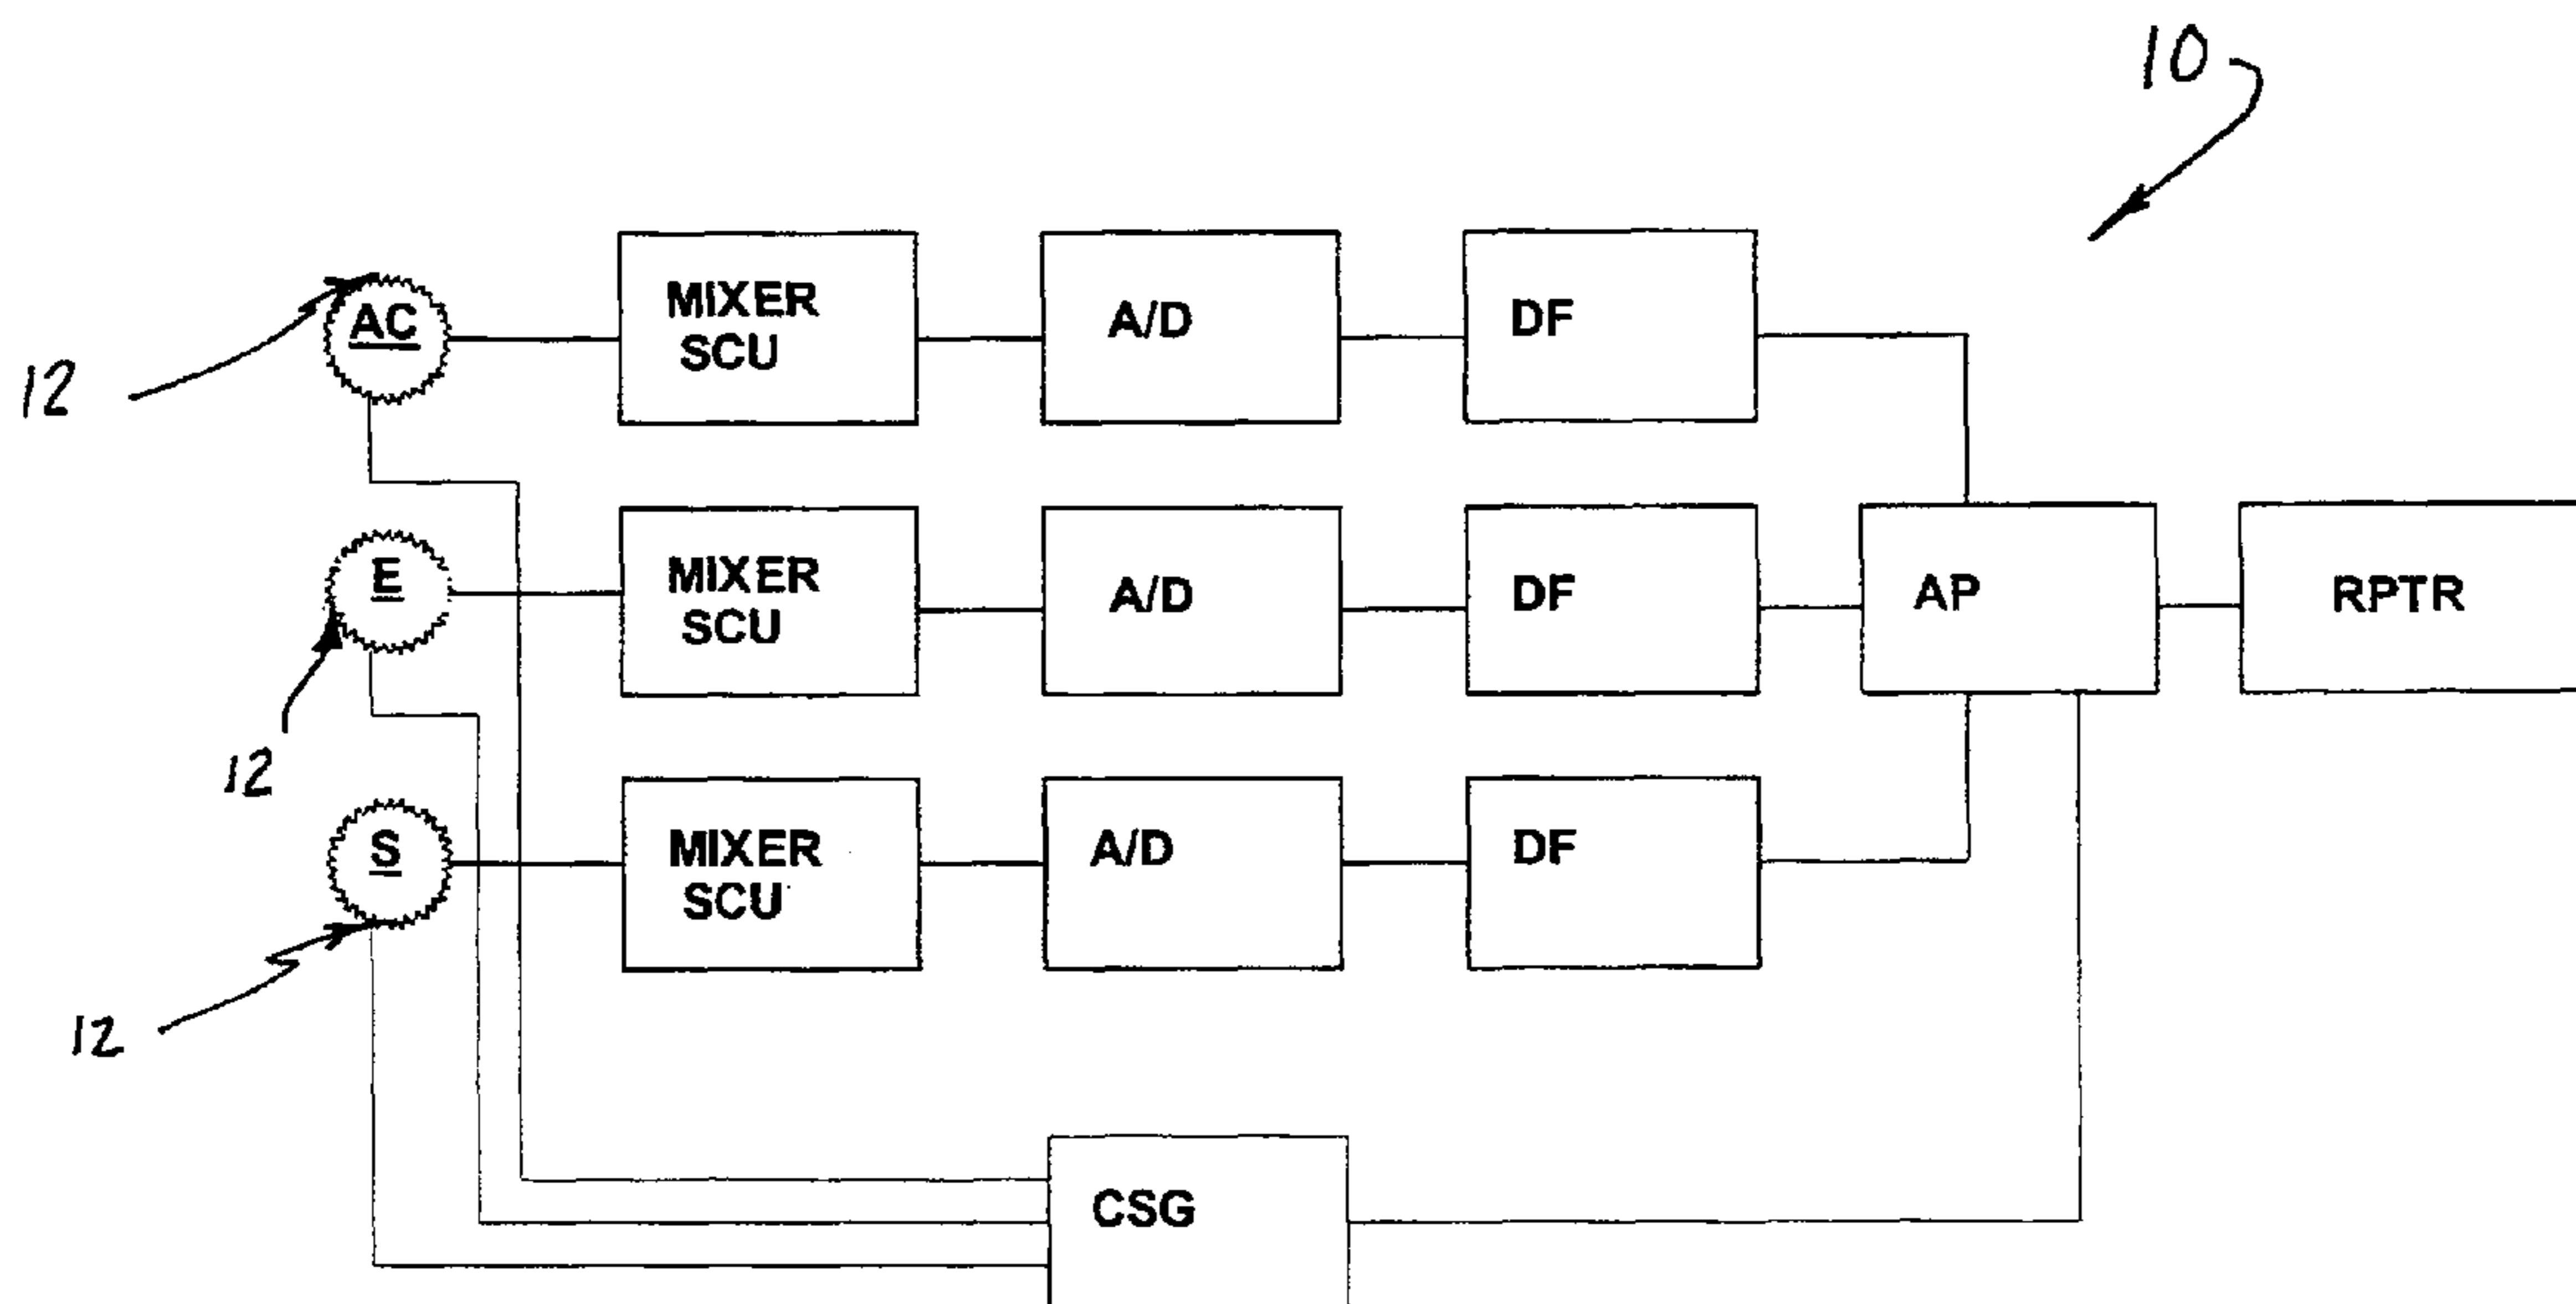 10
12
AC
MIXER
SCU
A/D
DF
12
E
MIXER
SCU
A/D
DF
AP
RPTR
12
S
MIXER
SCU
A/D
DF
CSG